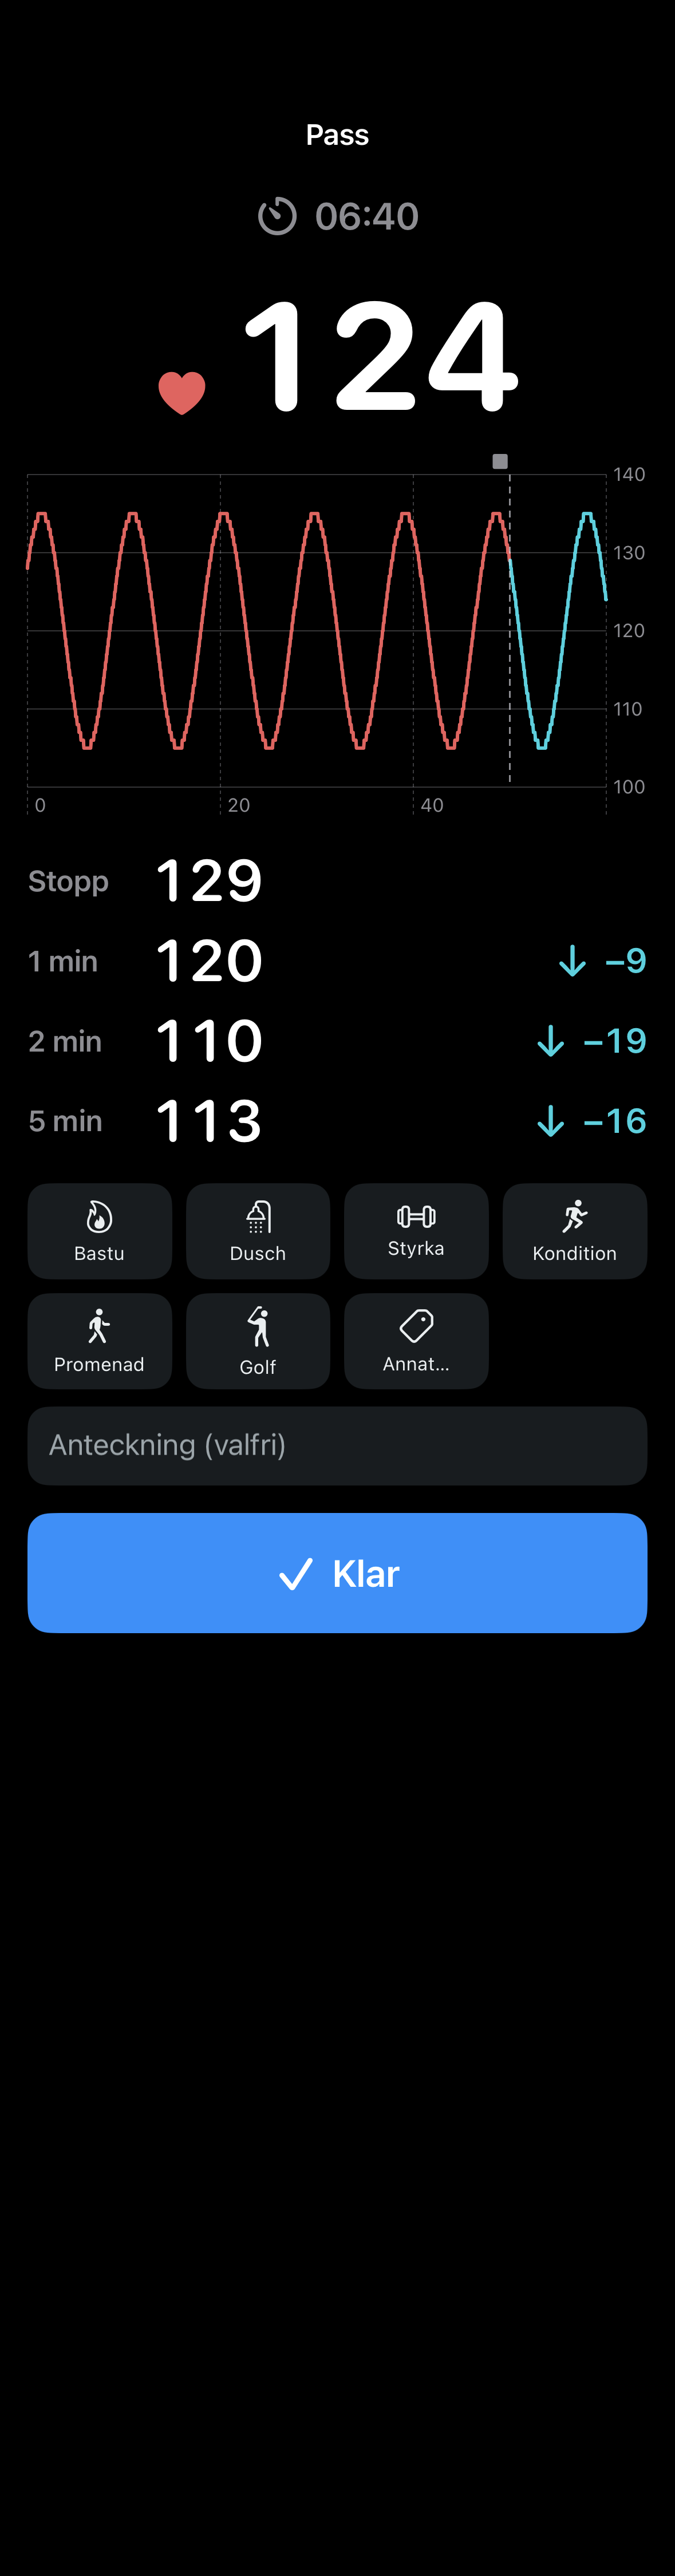 Pass
06:40
124
140
130
120
110
100
0 20 40
Stopp 129
1 min 120 ↓ –9
2 min 110 ↓ –19
5 min 113 ↓ –16
Bastu Dusch Styrka Kondition
Promenad Golf Annat...
Anteckning (valfri)
✓ Klar